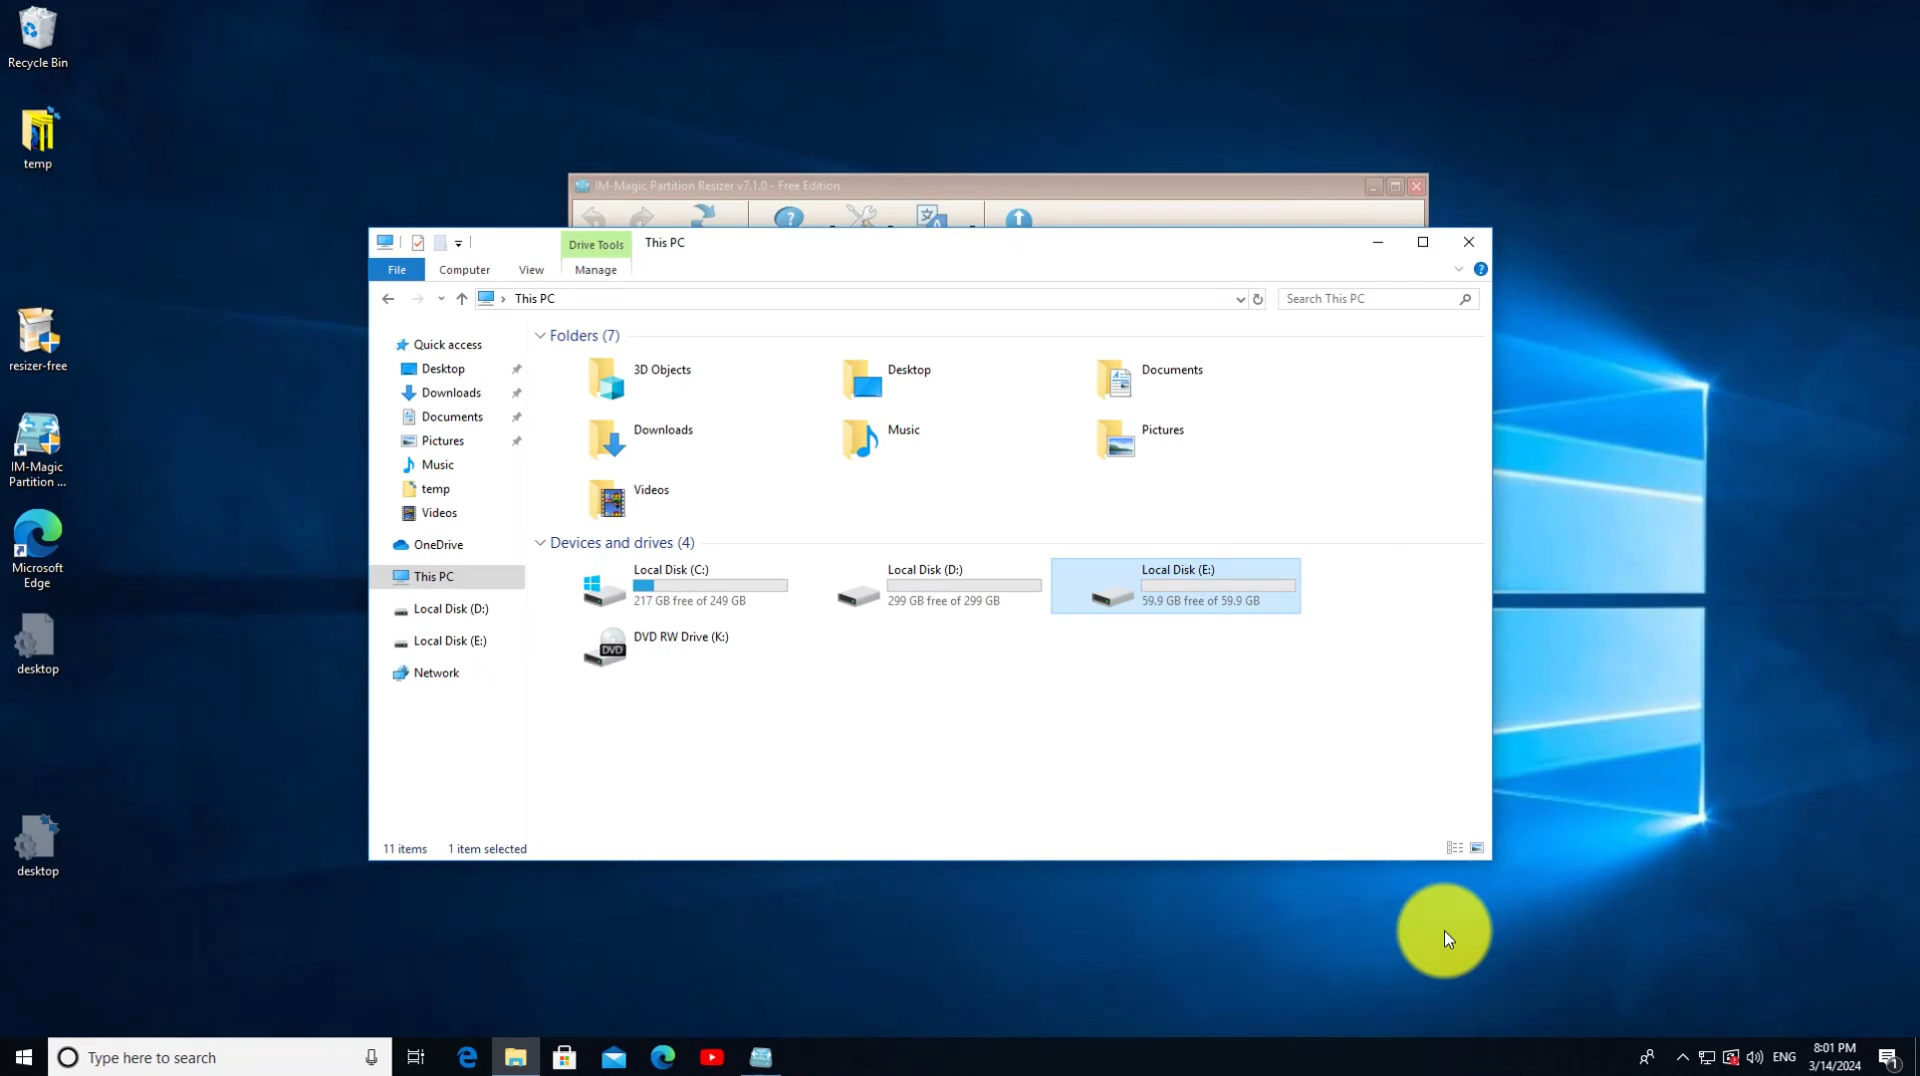 Recycle Bin
temp
resizer-free
IM-Magic
Partition ...
Microsoft
Edge
desktop
desktop
IM-Magic Partition Resizer v7.1.0 - Free Edition
Drive Tools
This PC
File
Computer
View
Manage
This PC
Search This PC
Quick access
Desktop
Downloads
Documents
Pictures
Music
temp
Videos
OneDrive
This PC
Local Disk (D:)
Local Disk (E:)
Network
Folders (7)
3D Objects
Desktop
Documents
Downloads
Music
Pictures
Videos
Devices and drives (4)
Local Disk (C:)
217 GB free of 249 GB
Local Disk (D:)
299 GB free of 299 GB
Local Disk (E:)
59.9 GB free of 59.9 GB
DVD
DVD RW Drive (K:)
11 items
1 item selected
Type here to search
ENG
8:01 PM
3/14/2024
1